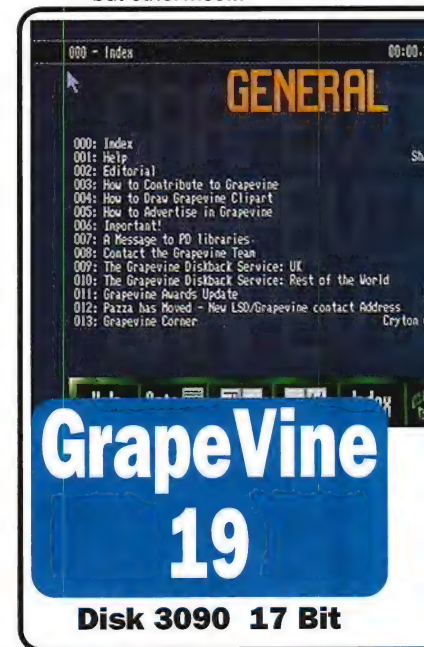 000 - Index
00:00.
GENERAL
000: Index
001: Help
Sh
002: Editorial
003: How to Contribute to Grapevine
004: How to Draw Grapevine Clipart
005: How to Advertise in Grapevine
006: Important!
007: A Message to PD libraries.
008: Contact the Grapevine Team
009: The Grapevine Diskback Service: UK
010: The Grapevine Diskback Service: Rest of the World
011: Grapevine Awards Update
012: Pazza has Moved - New LSD/Grapevine contact Address
013: Grapevine Corner
Cryton
GrapeVine
19
Disk 3090 17 Bit